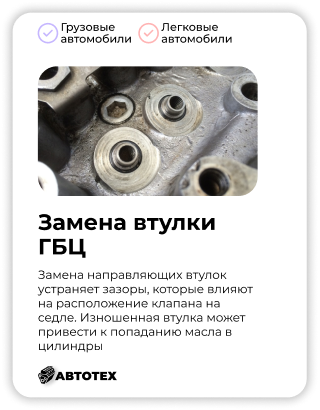 Грузовые
автомобили
Легковые
автомобили
Замена втулки
ГБЦ
Замена направляющих втулок
устраняет зазоры, которые влияют
на расположение клапана на
седле. Изношенная втулка может
привести к попаданию масла в
цилиндры
АВТОТЕХ